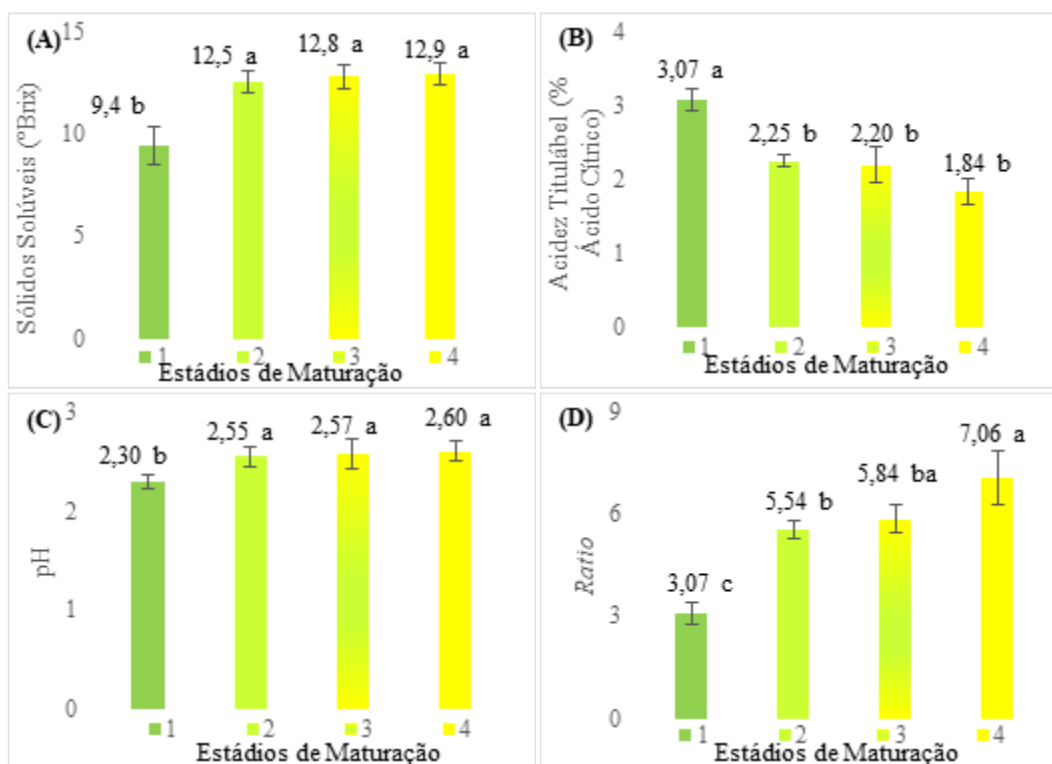 (A)
Sólidos Solúveis (ºBrix)
15
10
5
0
9,4 b
12,5 a
12,8 a
12,9 a
1 2 3 4
Estádios de Maturação
(B)
Acidez Titulábel (%
Ácido Cítrico)
4
3
2
1
0
3,07 a
2,25 b
2,20 b
1,84 b
1 2 3 4
Estádios de Maturação
(C)
pH
3
2
1
0
2,30 b
2,55 a
2,57 a
2,60 a
1 2 3 4
Estádios de Maturação
(D)
Ratio
9
6
3
0
3,07 c
5,54 b
5,84 ba
7,06 a
1 2 3 4
Estádios de Maturação